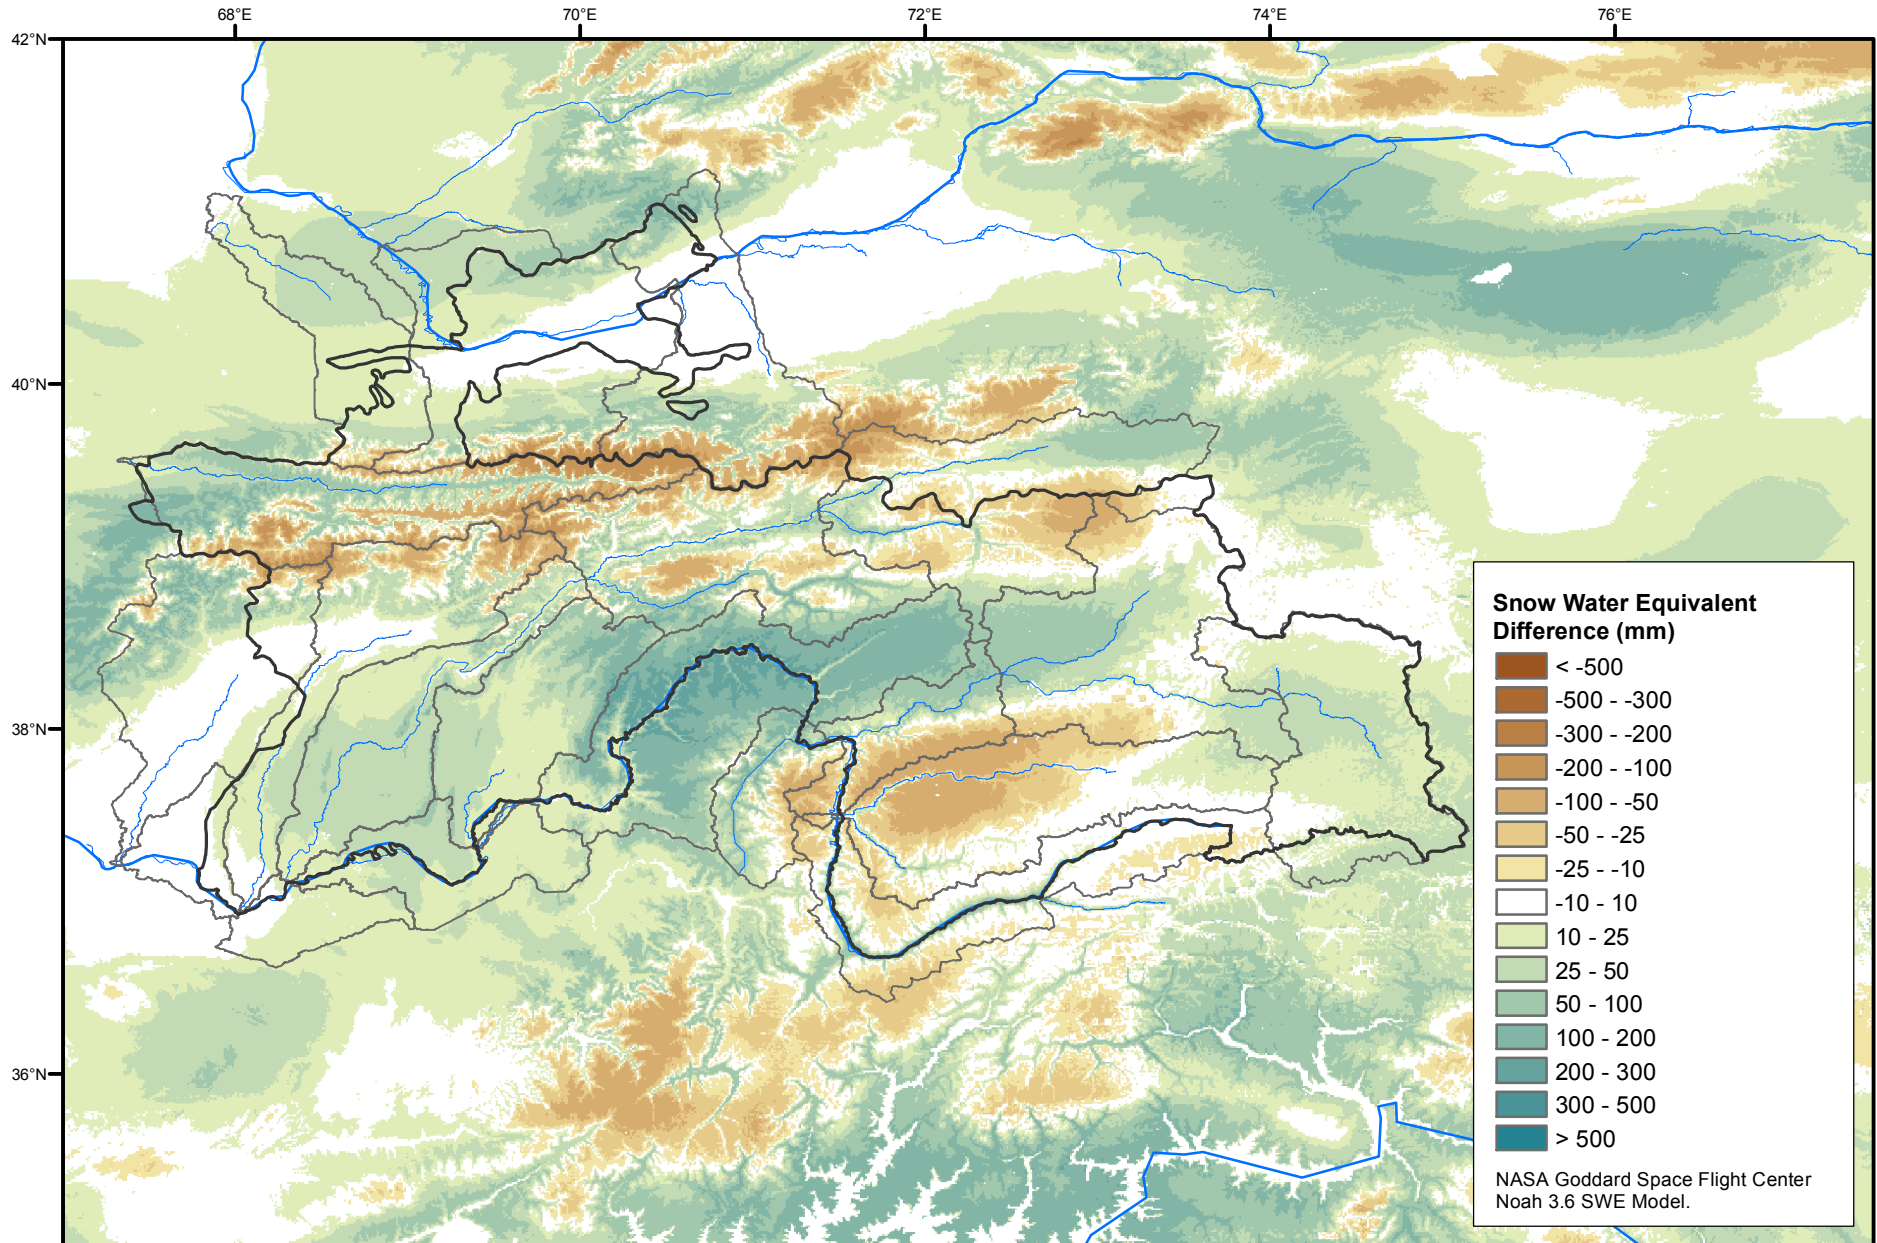 68°E 70°E 72°E 74°E 76°E
42°N
40°N
38°N
36°N
Snow Water Equivalent
Difference (mm)
< -500
-500 - -300
-300 - -200
-200 - -100
-100 - -50
-50 - -25
-25 - -10
-10 - 10
10 - 25
25 - 50
50 - 100
100 - 200
200 - 300
300 - 500
> 500
NASA Goddard Space Flight Center
Noah 3.6 SWE Model.